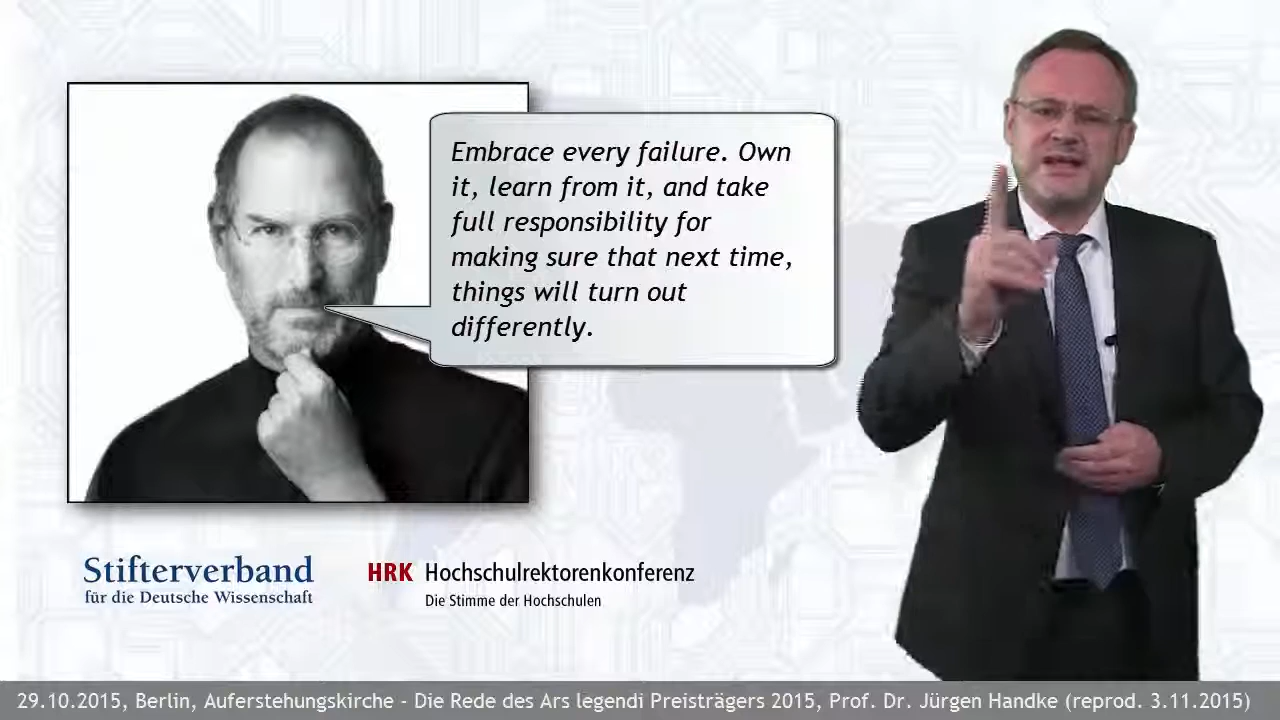 Embrace every failure. Own
it, learn from it, and take
full responsibility for
making sure that next time,
things will turn out
differently.
Stifterverband
für die Deutsche Wissenschaft
HRK Hochschulrektorenkonferenz
Die Stimme der Hochschulen
29.10.2015, Berlin, Auferstehungskirche - Die Rede des Ars legendi Preisträgers 2015, Prof. Dr. Jürgen Handke (reprod. 3.11.2015)